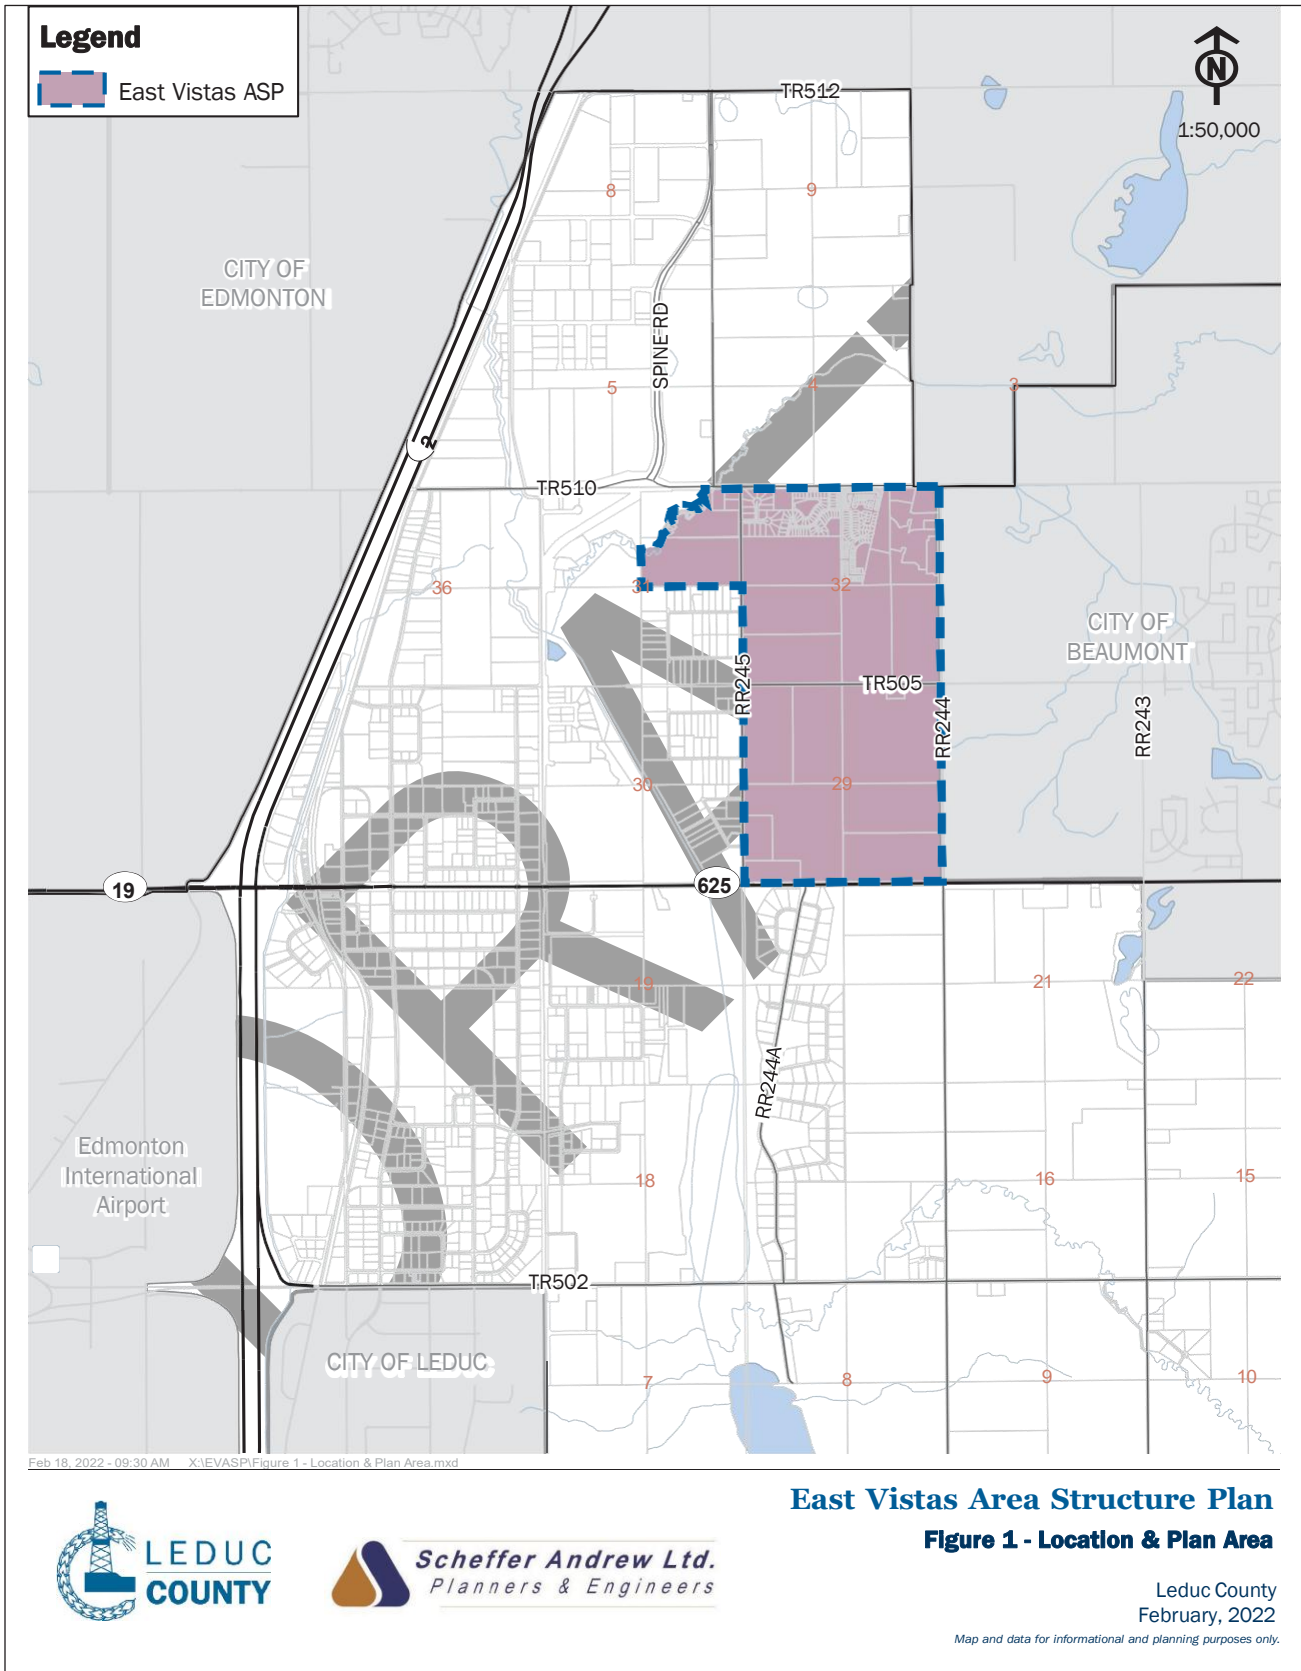 Legend
East Vistas ASP
N
1:50,000
TR512
8
9
CITY OF
EDMONTON
SPINE RD
5
4
3
2
TR510
36
31
32
CITY OF
BEAUMONT
RR245
TR505
RR244
RR243
30
29
19
625
19
21
22
RR244A
Edmonton
International
Airport
18
16
15
TR502
CITY OF LEDUC
7
8
9
10
Feb 18, 2022 - 09:30 AM X:\EVASP\Figure 1 - Location & Plan Area.mxd
East Vistas Area Structure Plan
Figure 1 - Location & Plan Area
LEDUC
COUNTY
Scheffer Andrew Ltd.
Planners & Engineers
Leduc County
February, 2022
Map and data for informational and planning purposes only.